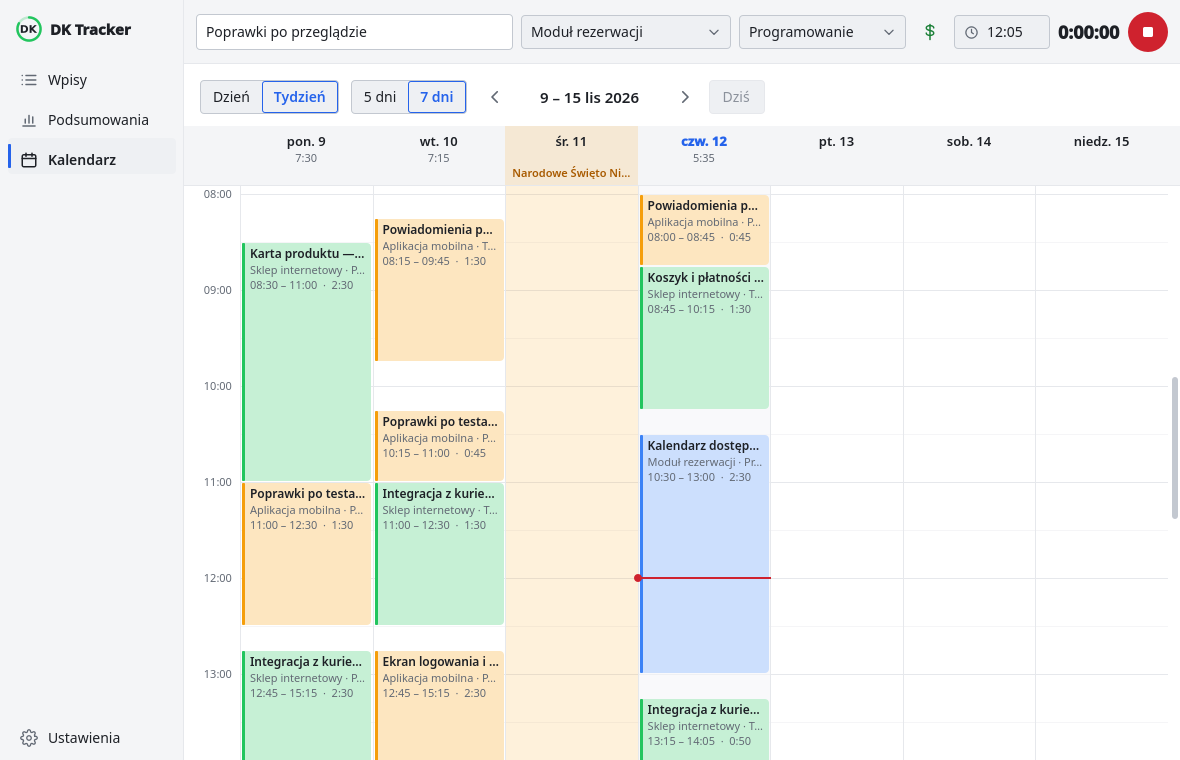 DK DK Tracker
Wpisy
Podsumowania
Kalendarz
Ustawienia
Poprawki po przeglądzie
Moduł rezerwacji
Programowanie
$
12:05
0:00:00
Dzień
Tydzień
5 dni
7 dni
9 – 15 lis 2026
Dziś
pon. 9
7:30
wt. 10
7:15
śr. 11
Narodowe Święto Ni...
czw. 12
5:35
pt. 13
sob. 14
niedz. 15
08:00
09:00
10:00
11:00
12:00
13:00
Karta produktu —...
Sklep internetowy · P...
08:30 – 11:00 · 2:30
Poprawki po testa...
Aplikacja mobilna · P...
11:00 – 12:30 · 1:30
Integracja z kurie...
Sklep internetowy · P...
12:45 – 15:15 · 2:30
Powiadomienia p...
Aplikacja mobilna · T...
08:15 – 09:45 · 1:30
Poprawki po testa...
Aplikacja mobilna · P...
10:15 – 11:00 · 0:45
Integracja z kurie...
Sklep internetowy · T...
11:00 – 12:30 · 1:30
Ekran logowania i ...
Aplikacja mobilna · P...
12:45 – 15:15 · 2:30
Powiadomienia p...
Aplikacja mobilna · P...
08:00 – 08:45 · 0:45
Koszyk i płatności ...
Sklep internetowy · T...
08:45 – 10:15 · 1:30
Kalendarz dostęp...
Moduł rezerwacji · Pr...
10:30 – 13:00 · 2:30
Integracja z kurie...
Sklep internetowy · T...
13:15 – 14:05 · 0:50